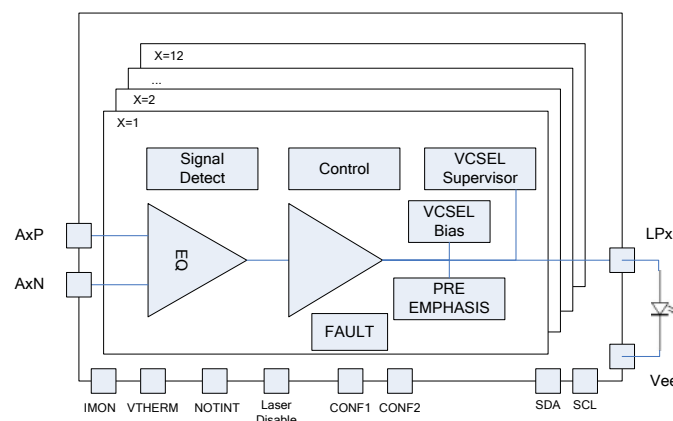 X=12
...
X=2
X=1
Signal
Detect
Control
VCSEL
Supervisor
VCSEL
Bias
AxP
EQ
LPx
AxN
PRE
EMPHASIS
FAULT
Vee
IMON
VTHERM
NOTINT
Laser
Disable
CONF1
CONF2
SDA
SCL